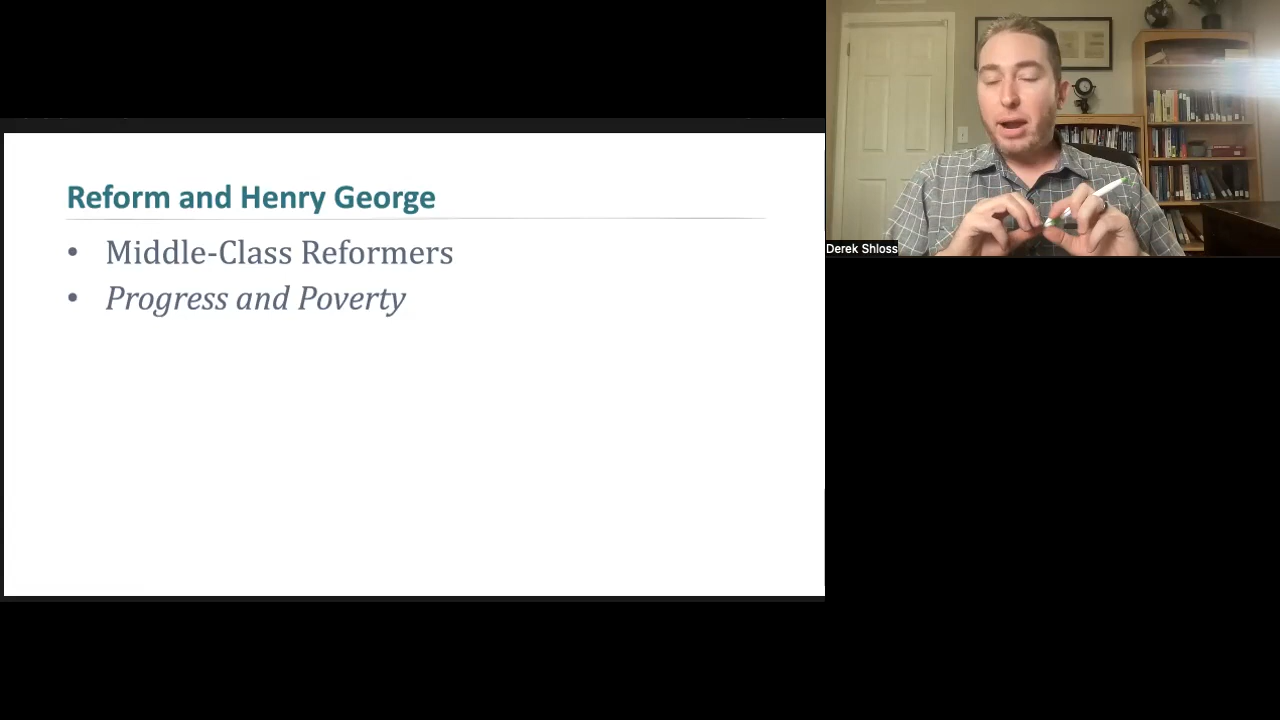 Reform and Henry George
• Middle-Class Reformers
• Progress and Poverty
Derek Shloss